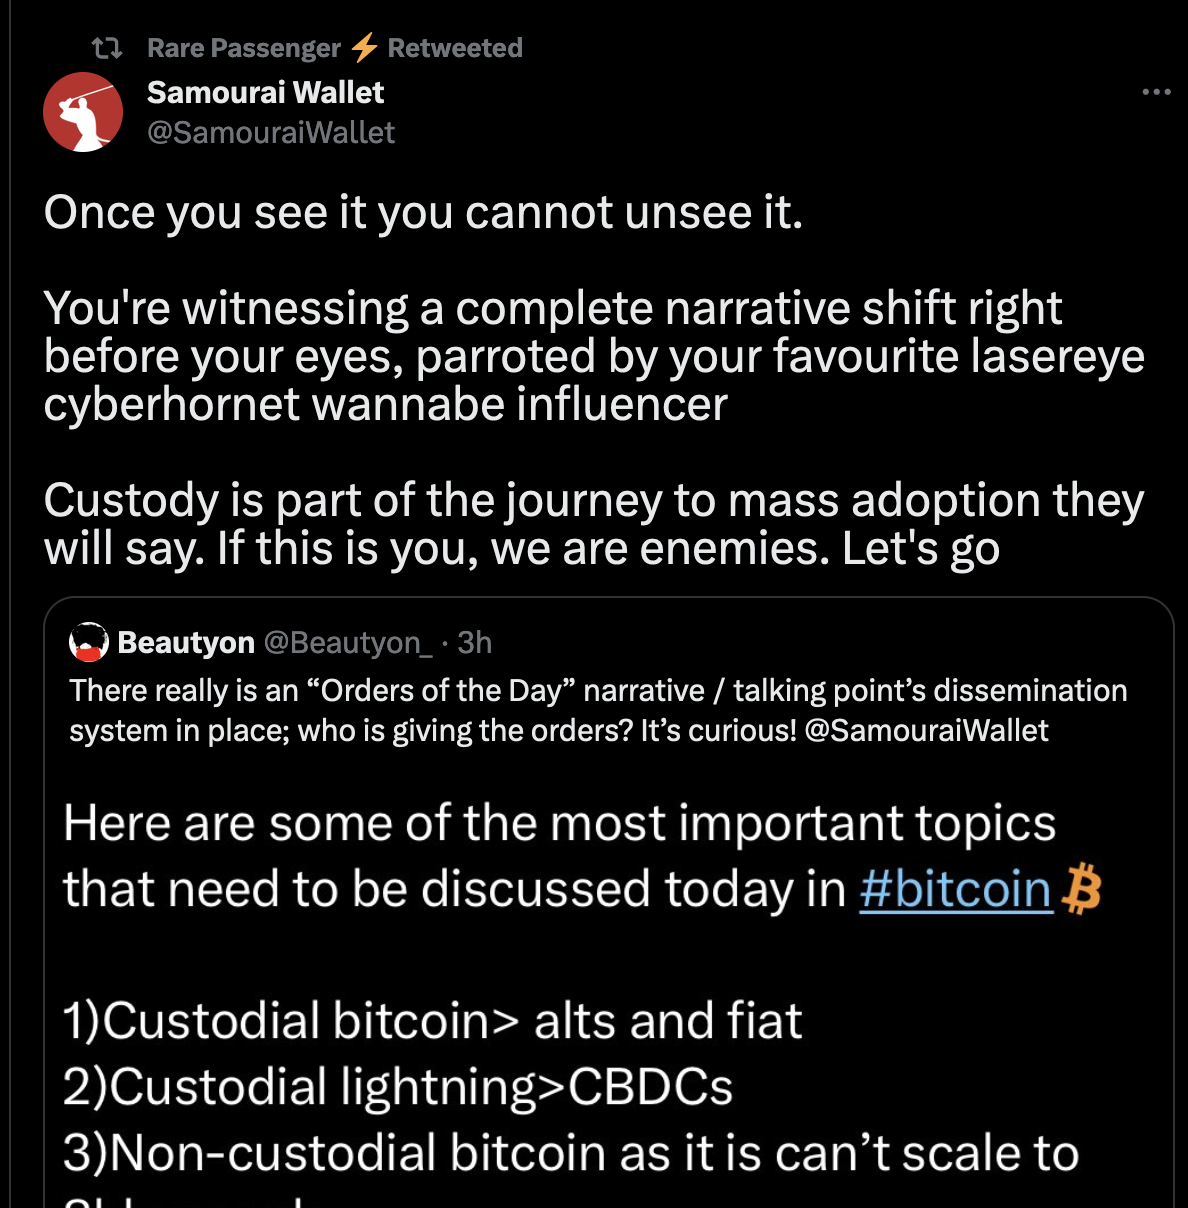 Rare Passenger⚡Retweeted
Samourai Wallet
@SamouraiWallet
Once you see it you cannot unsee it.
You're witnessing a complete narrative shift right
before your eyes, parroted by your favourite lasereye
cyberhornet wannabe influencer
Custody is part of the journey to mass adoption they
will say. If this is you, we are enemies. Let's go
Beautyon @Beautyon_ · 3h
There really is an “Orders of the Day” narrative / talking point’s dissemination
system in place; who is giving the orders? It’s curious! @SamouraiWallet
Here are some of the most important topics
that need to be discussed today in #bitcoin
1)Custodial bitcoin> alts and fiat
2)Custodial lightning>CBDCs
3)Non-custodial bitcoin as it is can’t scale to